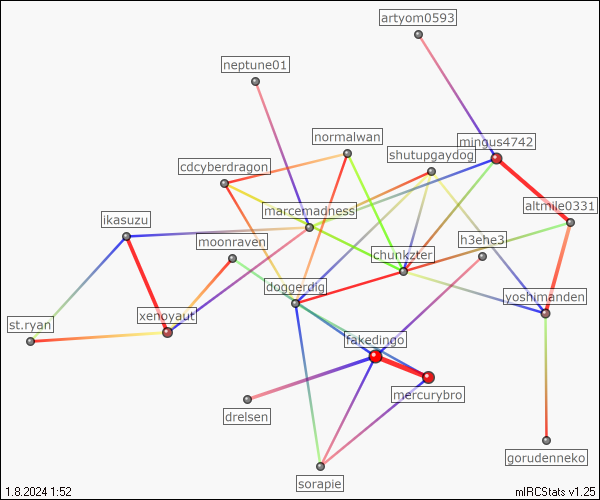 artyom0593
neptune01
normalwan
mingus4742
shutupgaydog
cdcyberdragon
altmile0331
marcemadness
ikasuzu
moonraven
h3ehe3
chunkzter
doggerdig
yoshimanden
xenoyaut
st.ryan
fakedingo
mercurybro
drelsen
gorudenneko
sorapie
1.8.2024 1:52
mIRCStats v1.25